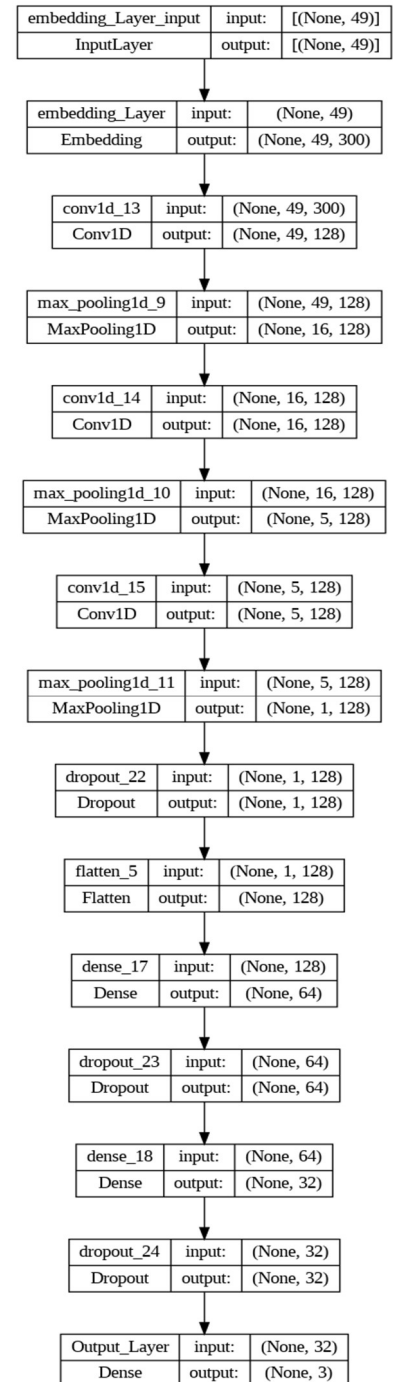 embedding_Layer_input input: [(None, 49)]
InputLayer output: [(None, 49)]
embedding_Layer input: (None, 49)
Embedding output: (None, 49, 300)
conv1d_13 input: (None, 49, 300)
Conv1D output: (None, 49, 128)
max_pooling1d_9 input: (None, 49, 128)
MaxPooling1D output: (None, 16, 128)
conv1d_14 input: (None, 16, 128)
Conv1D output: (None, 16, 128)
max_pooling1d_10 input: (None, 16, 128)
MaxPooling1D output: (None, 5, 128)
conv1d_15 input: (None, 5, 128)
Conv1D output: (None, 5, 128)
max_pooling1d_11 input: (None, 5, 128)
MaxPooling1D output: (None, 1, 128)
dropout_22 input: (None, 1, 128)
Dropout output: (None, 1, 128)
flatten_5 input: (None, 1, 128)
Flatten output: (None, 128)
dense_17 input: (None, 128)
Dense output: (None, 64)
dropout_23 input: (None, 64)
Dropout output: (None, 64)
dense_18 input: (None, 64)
Dense output: (None, 32)
dropout_24 input: (None, 32)
Dropout output: (None, 32)
Output_Layer input: (None, 32)
Dense output: (None, 3)